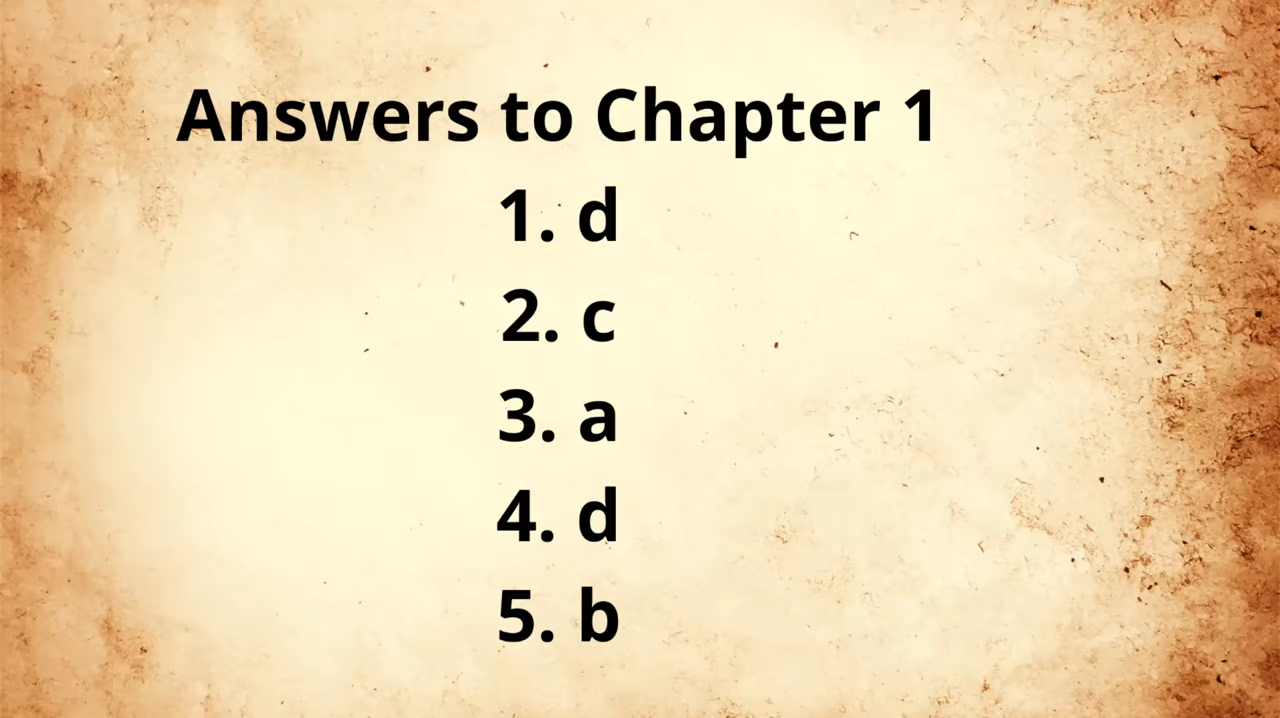 Answers to Chapter 1
1. d
2. c
3. a
4. d
5. b